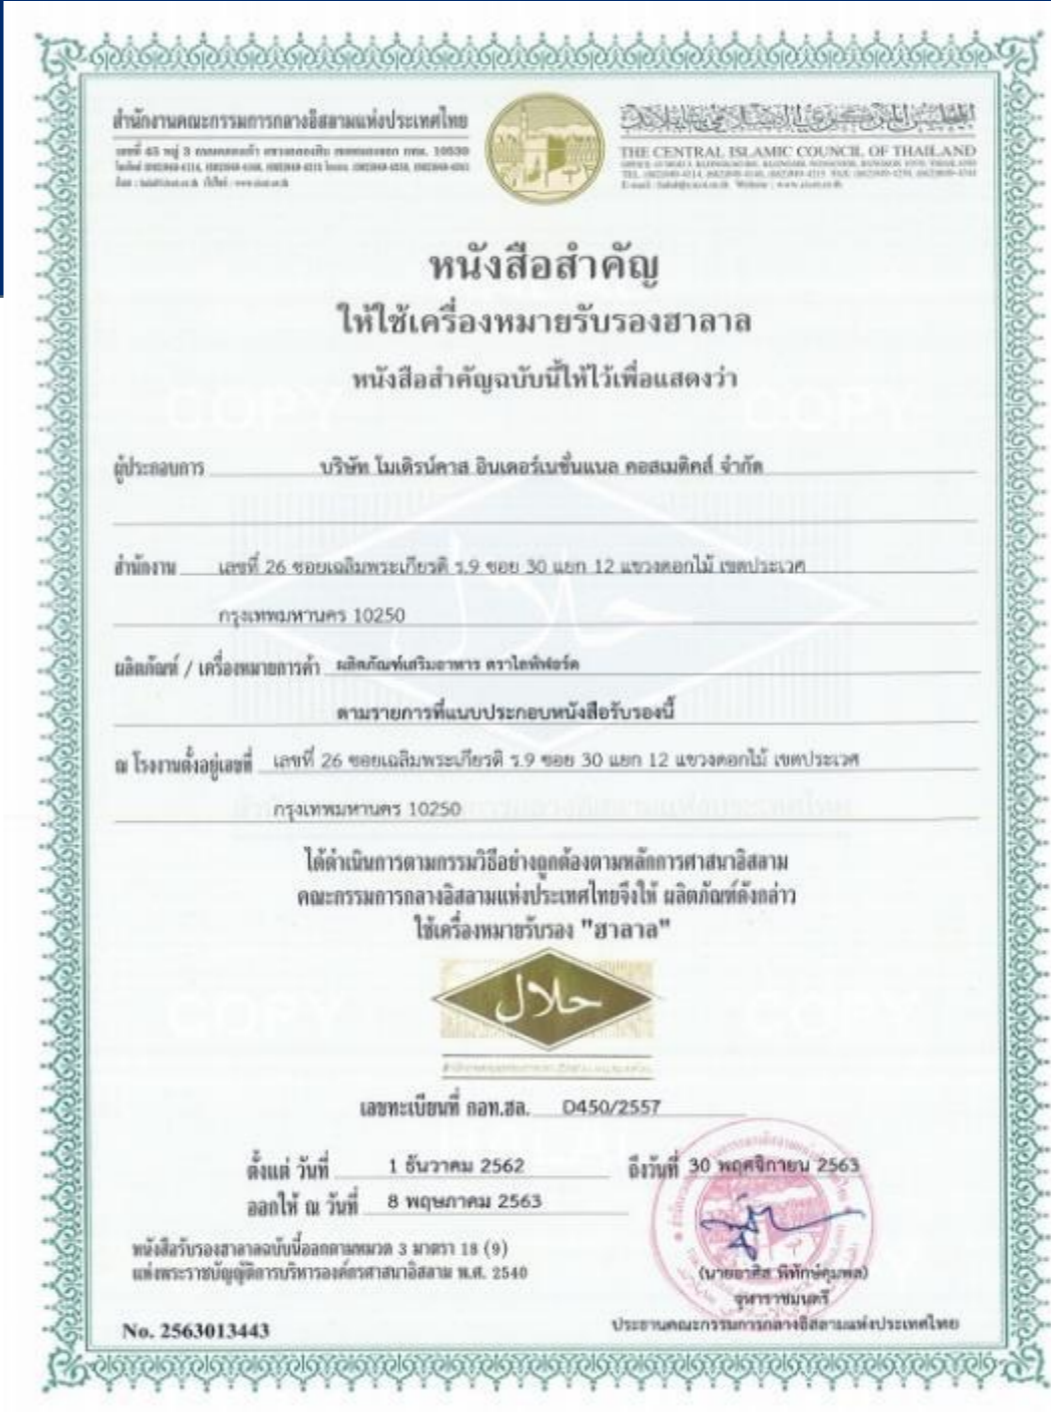 สำนักงานคณะกรรมการกลางอิสลามแห่งประเทศไทย
THE CENTRAL ISLAMIC COUNCIL OF THAILAND
หนังสือสำคัญ
ให้ใช้เครื่องหมายรับรองฮาลาล
หนังสือสำคัญฉบับนี้ให้ไว้เพื่อแสดงว่า
COPY COPY
ผู้ประกอบการ บริษัท โมเดิร์นคาส อินเตอร์เนชั่นแนล คอสเมติคส์ จำกัด
สำนักงาน เลขที่ 26 ซอยเฉลิมพระเกียรติ ร.9 ซอย 30 แยก 12 แขวงดอกไม้ เขตประเวศ
กรุงเทพมหานคร 10250
ผลิตภัณฑ์ / เครื่องหมายการค้า ผลิตภัณฑ์เสริมอาหาร ตราไลฟ์ฟอร์ด
ตามรายการที่แนบประกอบหนังสือรับรองนี้
ณ โรงงานตั้งอยู่เลขที่ เลขที่ 26 ซอยเฉลิมพระเกียรติ ร.9 ซอย 30 แยก 12 แขวงดอกไม้ เขตประเวศ
กรุงเทพมหานคร 10250
ได้ดำเนินการตามกรรมวิธีอย่างถูกต้องตามหลักการศาสนาอิสลาม
คณะกรรมการกลางอิสลามแห่งประเทศไทยจึงให้ ผลิตภัณฑ์ดังกล่าว
ใช้เครื่องหมายรับรอง "ฮาลาล"
حلال
COPY COPY
เลขทะเบียนที่ กอท.ฮล. D450/2557
ตั้งแต่ วันที่ 1 ธันวาคม 2562 ถึงวันที่ 30 พฤศจิกายน 2563
ออกให้ ณ วันที่ 8 พฤษภาคม 2563
หนังสือรับรองฮาลาลฉบับนี้ออกตามหมวด 3 มาตรา 18 (9)
แห่งพระราชบัญญัติการบริหารองค์กรศาสนาอิสลาม พ.ศ. 2540
(นายอาศิส พิทักษ์คุมพล)
จุฬาราชมนตรี
ประธานคณะกรรมการกลางอิสลามแห่งประเทศไทย
No. 2563013443